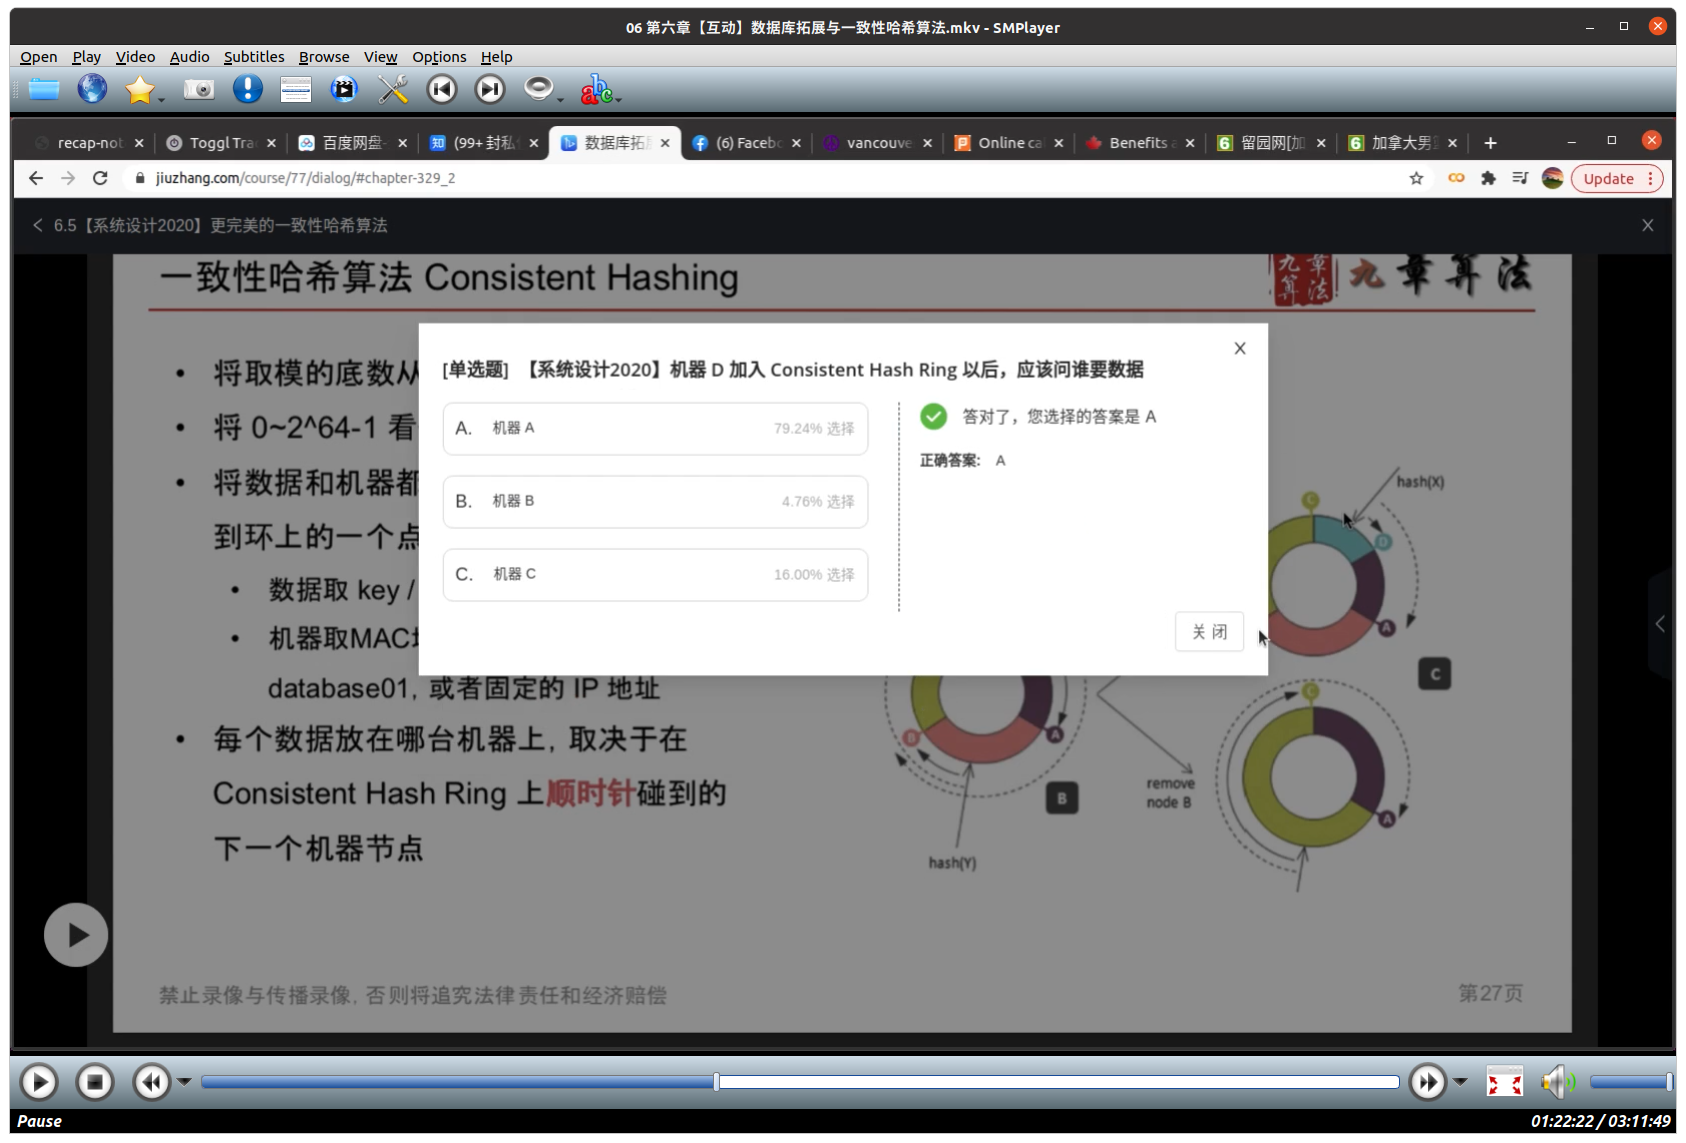 06 第六章【互动】数据库拓展与一致性哈希算法.mkv - SMPlayer
Open Play Video Audio Subtitles Browse View Options Help
recap-not Toggl Tra 百度网盘- (99+ 封私 数据库拓 (6) Faceb vancouve Online ca Benefits 留园网[加 加拿大男
jiuzhang.com/course/77/dialog/#chapter-329_2
Update
6.5【系统设计2020】更完美的一致性哈希算法
一致性哈希算法 Consistent Hashing
九章算法
九章算法
• 将取模的底数从
• 将 0~2^64-1 看
• 将数据和机器都
到环上的一个点
• 数据取 key /
• 机器取MAC
database01, 或者固定的 IP 地址
• 每个数据放在哪台机器上, 取决于在
Consistent Hash Ring 上顺时针碰到的
下一个机器节点
[单选题] 【系统设计2020】机器 D 加入 Consistent Hash Ring 以后，应该问谁要数据
A. 机器 A 79.24% 选择
B. 机器 B 4.76% 选择
C. 机器 C 16.00% 选择
答对了，您选择的答案是 A
正确答案: A
关 闭
hash(X)
C
D
A
C
B
A
B
hash(Y)
remove
node B
C
A
禁止录像与传播录像, 否则将追究法律责任和经济赔偿
第27页
Pause
01:22:22 / 03:11:49